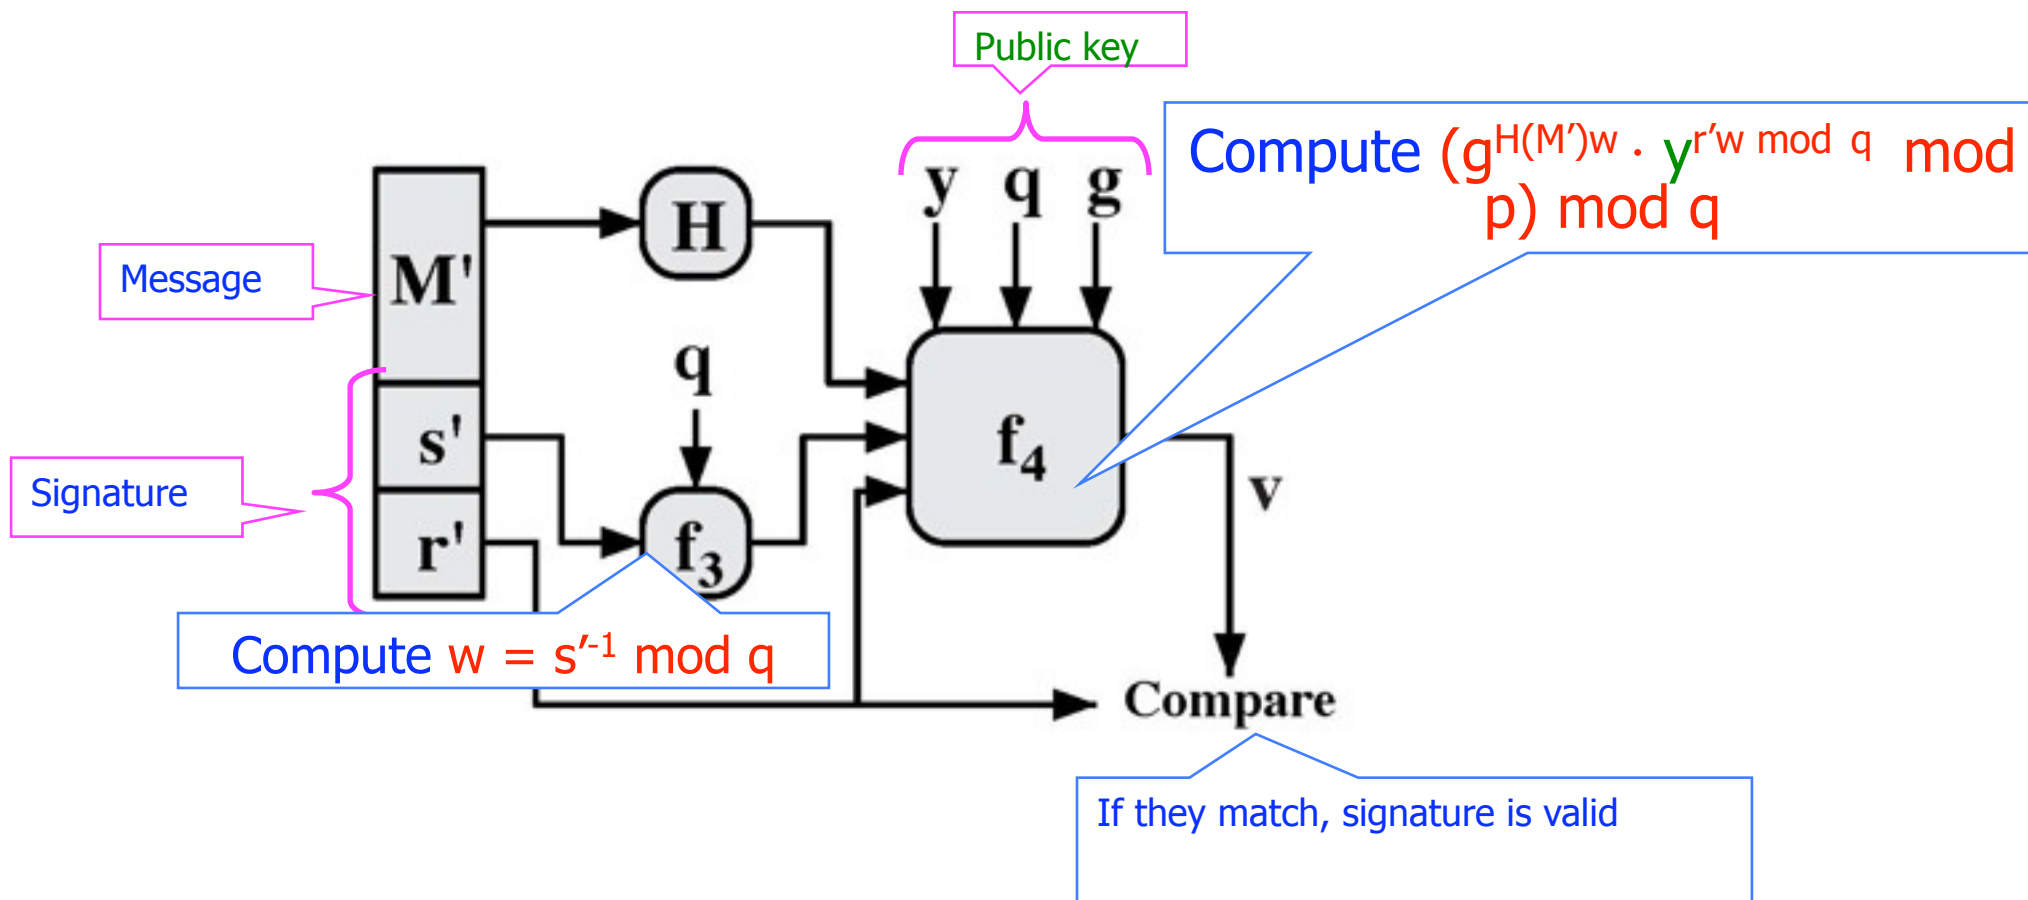 Public key
Compute (g^{H(M′)w} · y^{r′w mod q} mod
p) mod q
y q g
H
Message
M'
q
s'
f₄
Signature
v
r'
f₃
Compute w = s′⁻¹ mod q
Compare
If they match, signature is valid